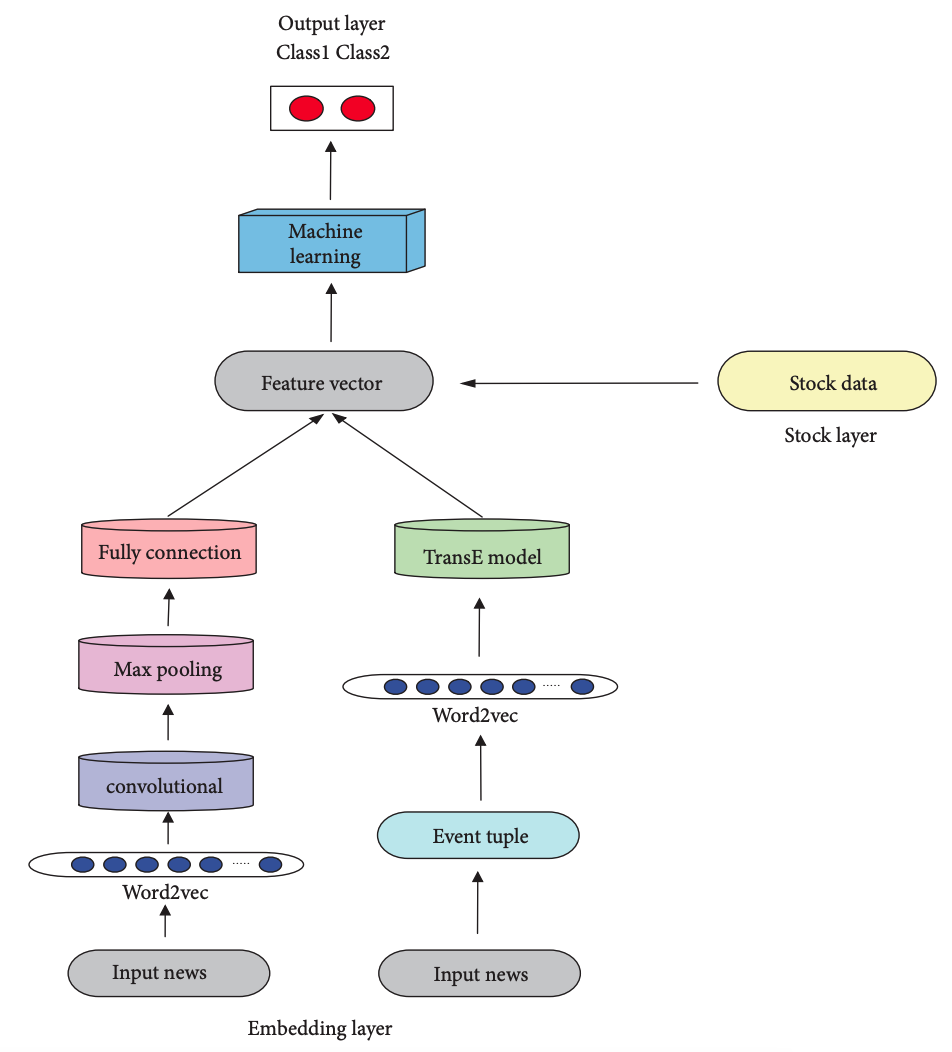 Output layer
Class1 Class2
Machine
learning
Feature vector
Stock data
Stock layer
Fully connection
TransE model
Max pooling
.....
Word2vec
convolutional
Event tuple
.....
Word2vec
Input news
Input news
Embedding layer